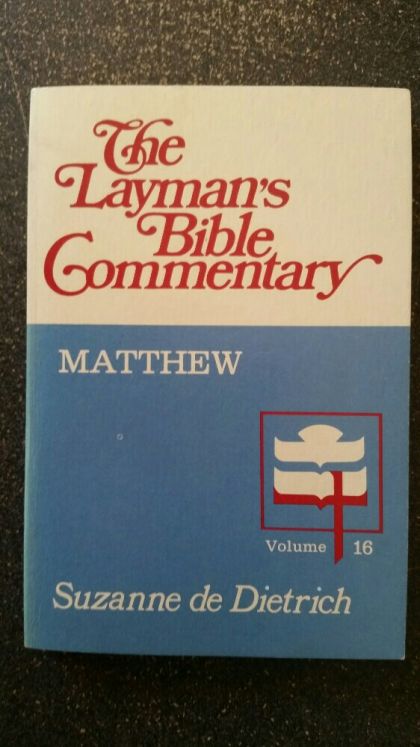 The
Layman's
Bible
Commentary
MATTHEW
Volume 16
Suzanne de Dietrich